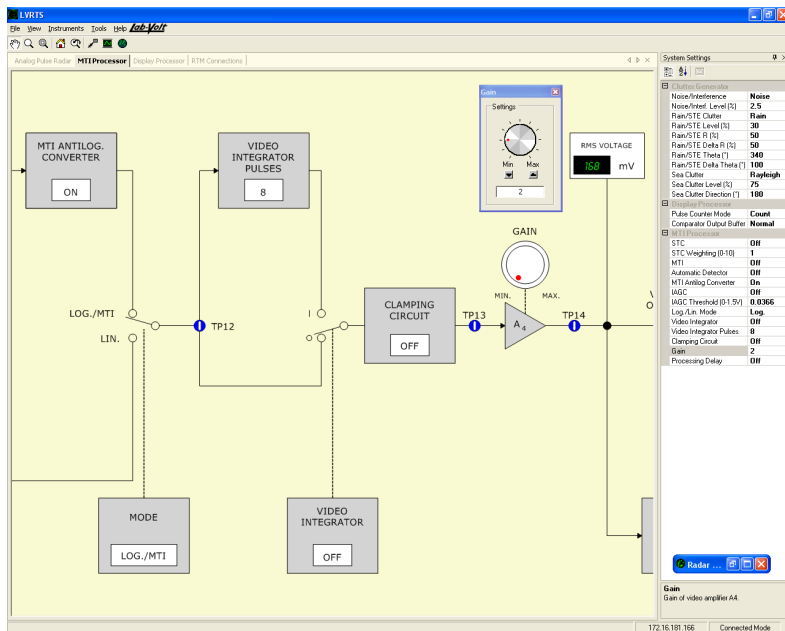 LVRTS
File View Instruments Tools Help Lab-Volt
Analog Pulse Radar MTI Processor Display Processor RTM Connections
MTI ANTILOG.
CONVERTER
ON
VIDEO
INTEGRATOR
PULSES
8
Gain
Settings
Min Max
2
RMS VOLTAGE
168 mV
GAIN
MIN. MAX.
LOG./MTI
LIN.
TP12
I
O
CLAMPING
CIRCUIT
OFF
TP13
A4
TP14
V
O
MODE
LOG./MTI
VIDEO
INTEGRATOR
OFF
System Settings
Clutter Generator
Noise/Interference Noise
Noise/Interf. Level (%) 2.5
Rain/STE Clutter Rain
Rain/STE Level (%) 30
Rain/STE R (%) 50
Rain/STE Delta R (%) 50
Rain/STE Theta (°) 340
Rain/STE Delta Theta (°) 100
Sea Clutter Rayleigh
Sea Clutter Level (%) 75
Sea Clutter Direction (°) 180
Display Processor
Pulse Counter Mode Count
Comparator Output Buffer Normal
MTI Processor
STC Off
STC Weighting (0-10) 1
MTI Off
Automatic Detector Off
MTI Antilog Converter On
IAGC Off
IAGC Threshold (0-1.5V) 0.0366
Log./Lin. Mode Log.
Video Integrator Off
Video Integrator Pulses 8
Clamping Circuit Off
Gain 2
Processing Delay Off
Radar ...
Gain
Gain of video amplifier A4.
172.16.181.166 Connected Mode